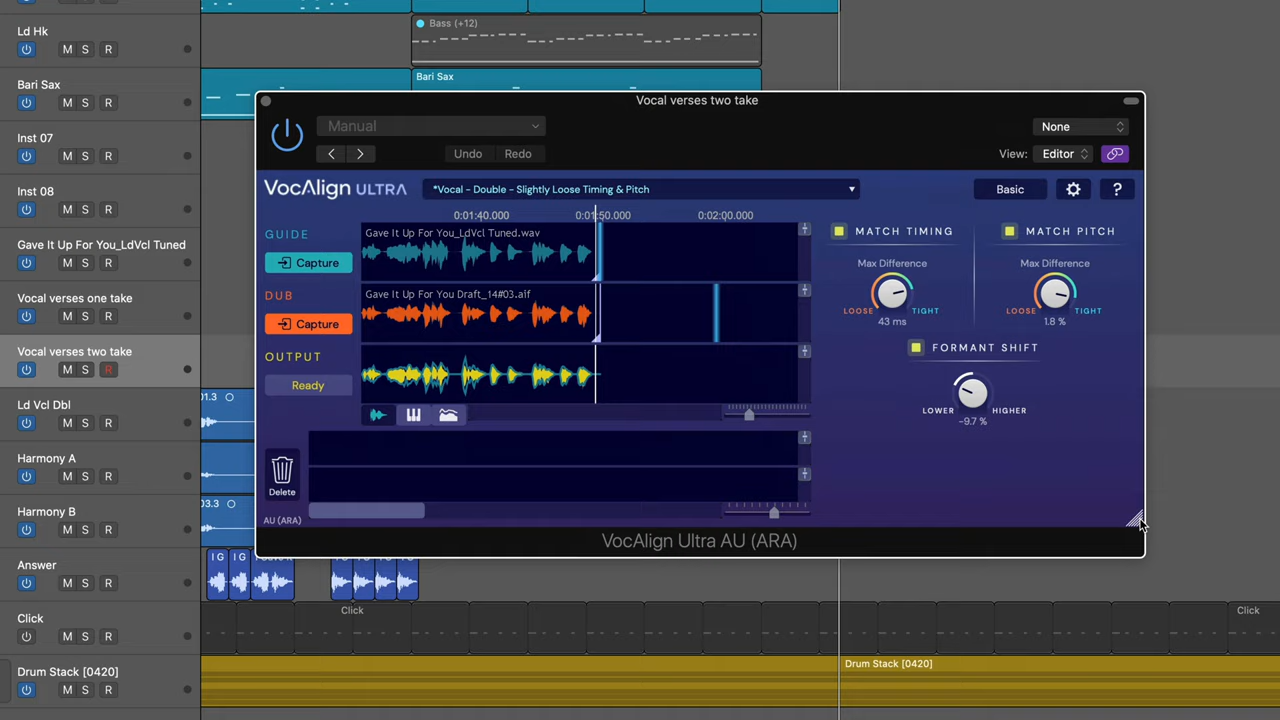 Ld Hk
M S R
Bass (+12)
Bari Sax
M S R
Bari Sax
Inst 07
M S R
Inst 08
M S R
Gave It Up For You_LdVcl Tuned
M S R
Vocal verses one take
M S R
Vocal verses two take
M S R
Ld Vcl Dbl
M S R
01.3
Harmony A
M S R
Harmony B
M S R
03.3
Answer
M S R
I G
I G
I G
I G
I G
I G
Click
M S R
Click
Click
Drum Stack [0420]
M S R
Drum Stack [0420]
Vocal verses two take
Manual
None
Undo Redo
View: Editor
VocAlign ULTRA
*Vocal - Double - Slightly Loose Timing & Pitch
Basic
?
0:01:40.000 0:01:50.000 0:02:00.000
GUIDE
Capture
Gave It Up For You_LdVcl Tuned.wav
DUB
Capture
Gave It Up For You Draft_14#03.aif
OUTPUT
Ready
MATCH TIMING
Max Difference
LOOSE TIGHT
43 ms
MATCH PITCH
Max Difference
LOOSE TIGHT
1.8 %
FORMANT SHIFT
LOWER HIGHER
-9.7 %
Delete
AU (ARA)
VocAlign Ultra AU (ARA)